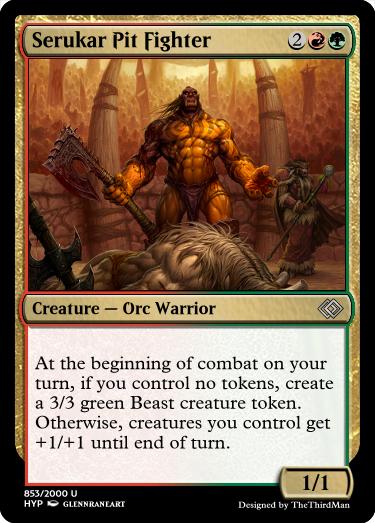 Serukar Pit Fighter 2
Creature — Orc Warrior
At the beginning of combat on your
turn, if you control no tokens, create
a 3/3 green Beast creature token.
Otherwise, creatures you control get
+1/+1 until end of turn.
1/1
853/2000 U
HYP GLENNRANEART Designed by TheThirdMan